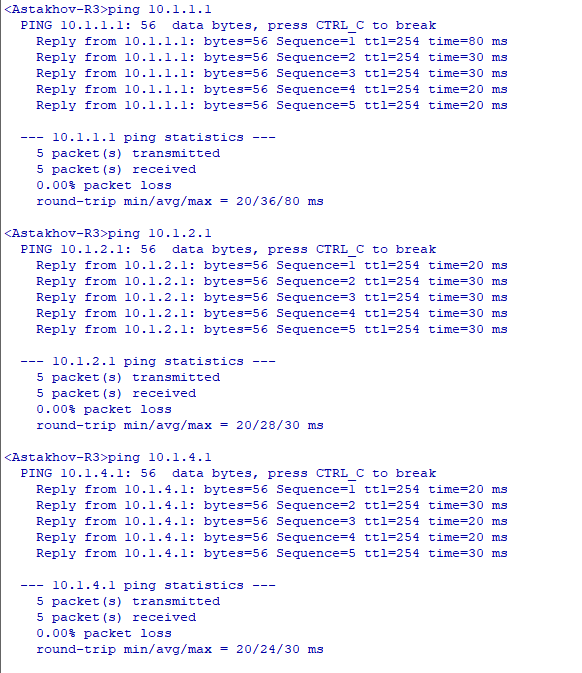 <Astakhov-R3>ping 10.1.1.1
PING 10.1.1.1: 56  data bytes, press CTRL_C to break
Reply from 10.1.1.1: bytes=56 Sequence=1 ttl=254 time=80 ms
Reply from 10.1.1.1: bytes=56 Sequence=2 ttl=254 time=30 ms
Reply from 10.1.1.1: bytes=56 Sequence=3 ttl=254 time=30 ms
Reply from 10.1.1.1: bytes=56 Sequence=4 ttl=254 time=20 ms
Reply from 10.1.1.1: bytes=56 Sequence=5 ttl=254 time=20 ms
--- 10.1.1.1 ping statistics ---
5 packet(s) transmitted
5 packet(s) received
0.00% packet loss
round-trip min/avg/max = 20/36/80 ms
<Astakhov-R3>ping 10.1.2.1
PING 10.1.2.1: 56  data bytes, press CTRL_C to break
Reply from 10.1.2.1: bytes=56 Sequence=1 ttl=254 time=20 ms
Reply from 10.1.2.1: bytes=56 Sequence=2 ttl=254 time=30 ms
Reply from 10.1.2.1: bytes=56 Sequence=3 ttl=254 time=30 ms
Reply from 10.1.2.1: bytes=56 Sequence=4 ttl=254 time=30 ms
Reply from 10.1.2.1: bytes=56 Sequence=5 ttl=254 time=30 ms
--- 10.1.2.1 ping statistics ---
5 packet(s) transmitted
5 packet(s) received
0.00% packet loss
round-trip min/avg/max = 20/28/30 ms
<Astakhov-R3>ping 10.1.4.1
PING 10.1.4.1: 56  data bytes, press CTRL_C to break
Reply from 10.1.4.1: bytes=56 Sequence=1 ttl=254 time=20 ms
Reply from 10.1.4.1: bytes=56 Sequence=2 ttl=254 time=30 ms
Reply from 10.1.4.1: bytes=56 Sequence=3 ttl=254 time=20 ms
Reply from 10.1.4.1: bytes=56 Sequence=4 ttl=254 time=20 ms
Reply from 10.1.4.1: bytes=56 Sequence=5 ttl=254 time=30 ms
--- 10.1.4.1 ping statistics ---
5 packet(s) transmitted
5 packet(s) received
0.00% packet loss
round-trip min/avg/max = 20/24/30 ms